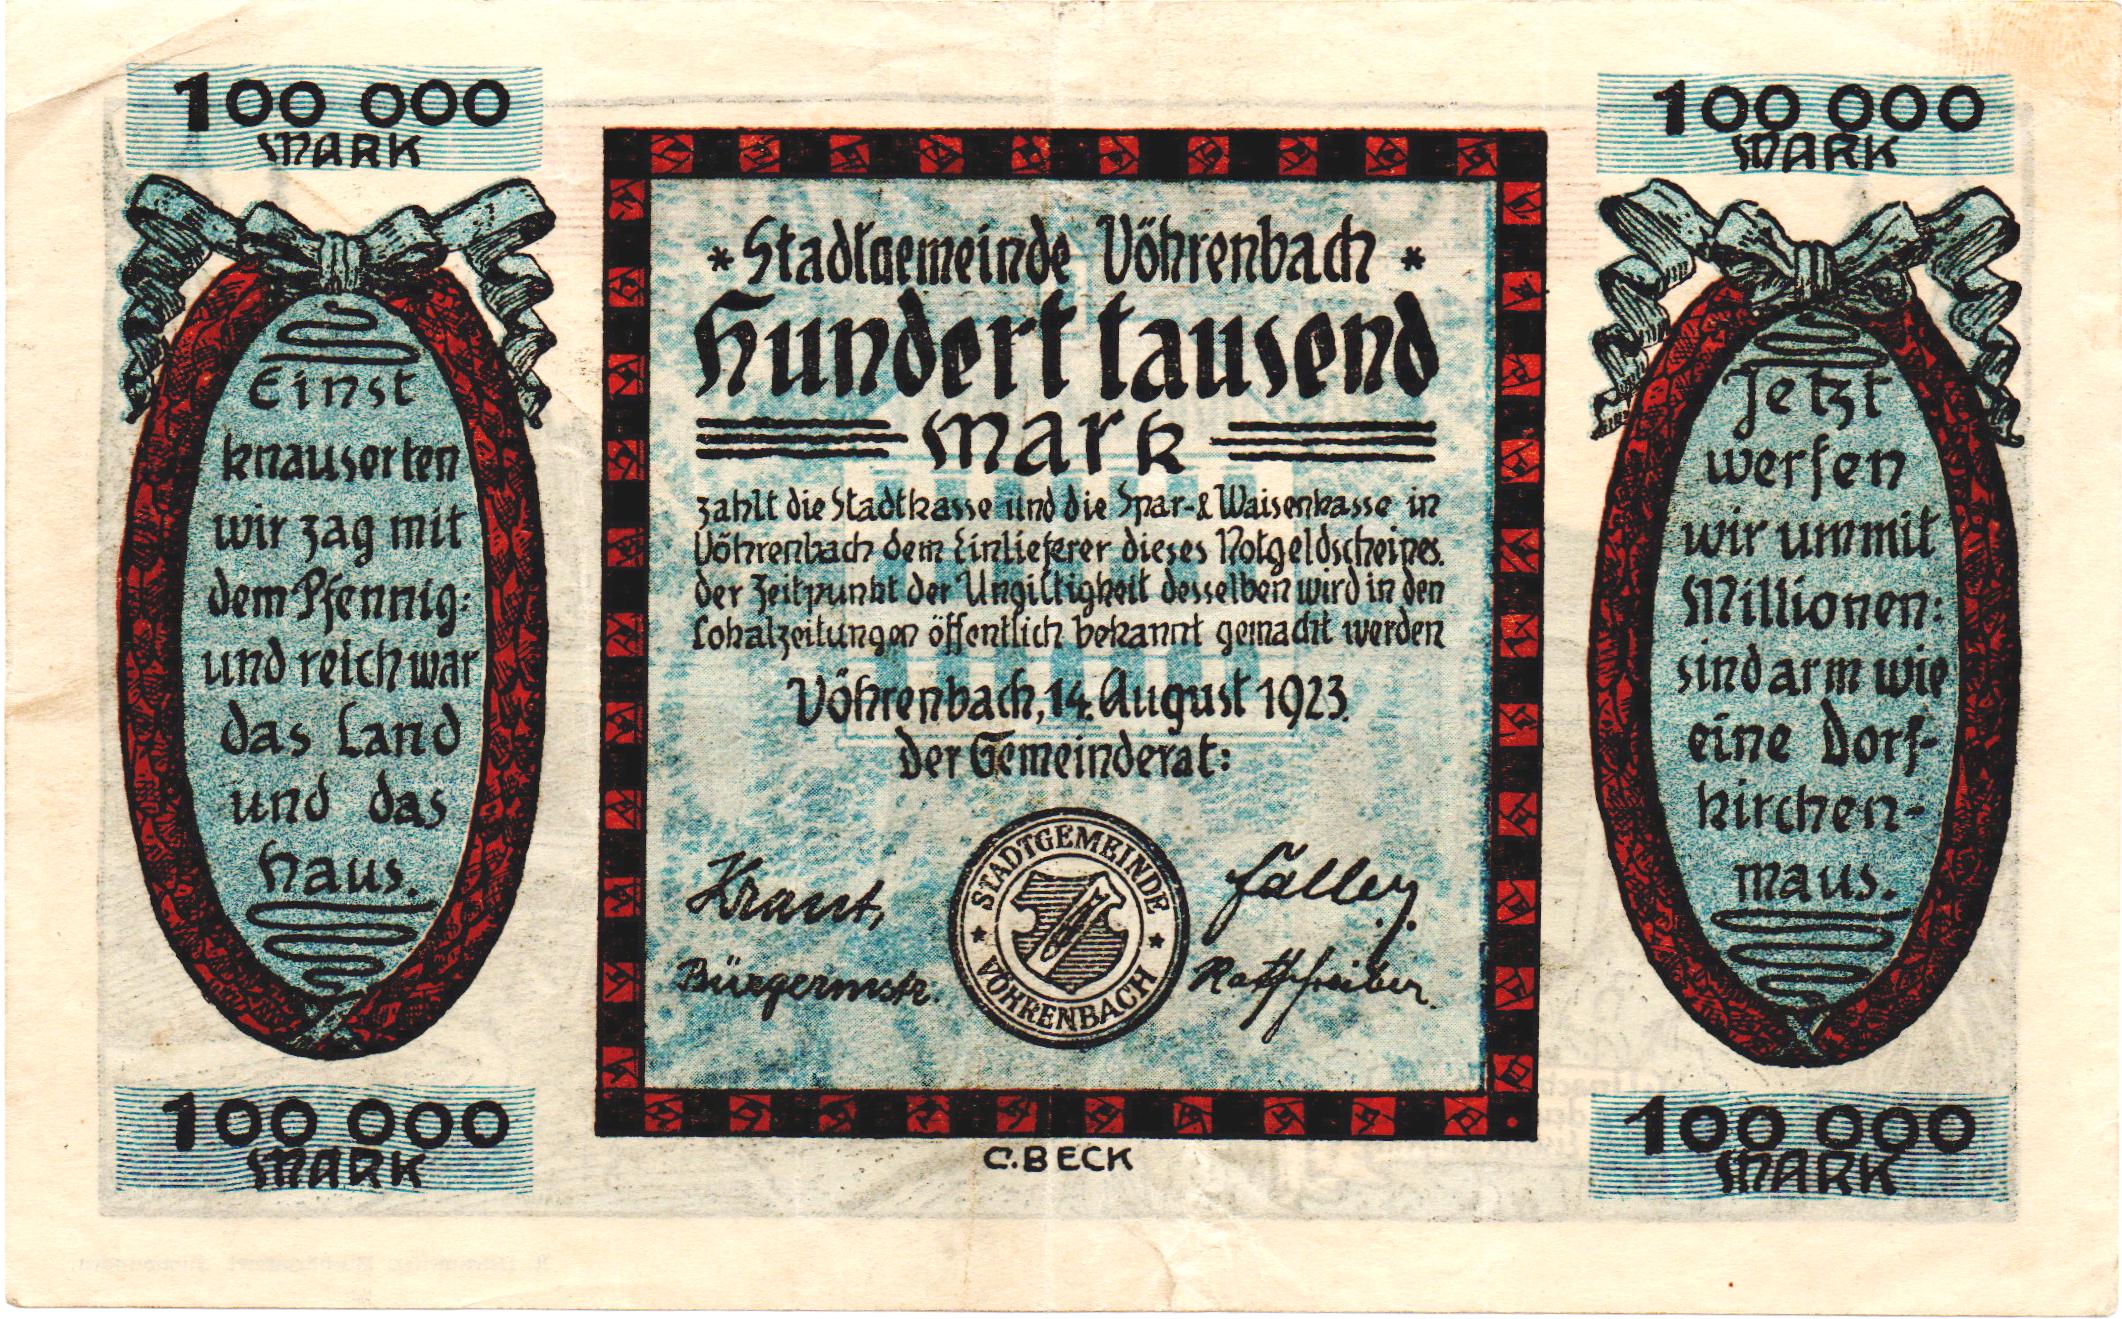 100 000
MARK
Einst
knauserten
wir zag mit
dem Pfennig:
und reich war
das Land
und das
Haus.
100 000
MARK
* Stadtgemeinde Vöhrenbach *
Hundert tausend
Mark
zahlt die Stadtkasse und die Spar- & Waisenkasse in
Vöhrenbach dem Einlieferer dieses Notgeldscheines.
Der Zeitpunkt der Ungiltigkeit desselben wird in den
Lokalzeitungen öffentlich bekannt gemacht werden
Vöhrenbach, 14. August 1923.
Der Gemeinderat:
Kraut,
Bürgermstr.
STADTGEMEINDE
* VÖHRENBACH *
Faller,
Ratschreiber.
C. BECK
100 000
MARK
Jetzt
werfen
wir um mit
Millionen:
sind arm wie
eine Dorf-
kirchen-
maus.
100 000
MARK